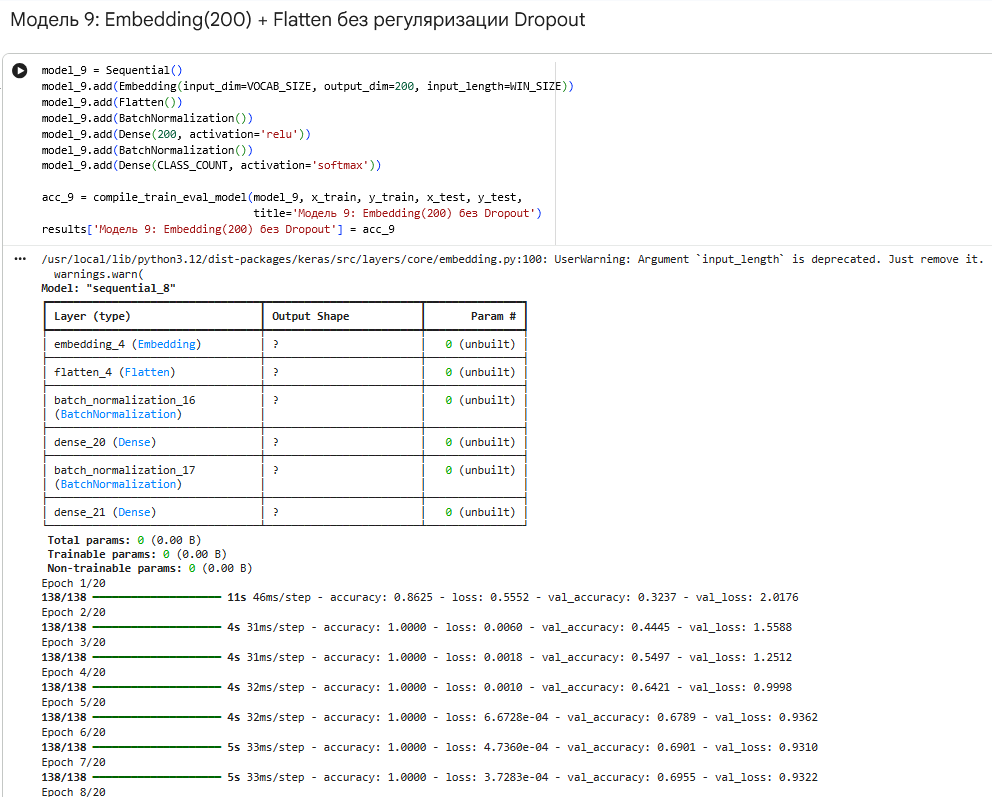 Модель 9: Embedding(200) + Flatten без регуляризации Dropout
model_9 = Sequential()
model_9.add(Embedding(input_dim=VOCAB_SIZE, output_dim=200, input_length=WIN_SIZE))
model_9.add(Flatten())
model_9.add(BatchNormalization())
model_9.add(Dense(200, activation='relu'))
model_9.add(BatchNormalization())
model_9.add(Dense(CLASS_COUNT, activation='softmax'))
acc_9 = compile_train_eval_model(model_9, x_train, y_train, x_test, y_test,
title='Модель 9: Embedding(200) без Dropout')
results['Модель 9: Embedding(200) без Dropout'] = acc_9
/usr/local/lib/python3.12/dist-packages/keras/src/layers/core/embedding.py:100: UserWarning: Argument `input_length` is deprecated. Just remove it.
warnings.warn(
Model: "sequential_8"
Layer (type) Output Shape Param #
embedding_4 (Embedding) ? 0 (unbuilt)
flatten_4 (Flatten) ? 0 (unbuilt)
batch_normalization_16 ? 0 (unbuilt)
(BatchNormalization)
dense_20 (Dense) ? 0 (unbuilt)
batch_normalization_17 ? 0 (unbuilt)
(BatchNormalization)
dense_21 (Dense) ? 0 (unbuilt)
Total params: 0 (0.00 B)
Trainable params: 0 (0.00 B)
Non-trainable params: 0 (0.00 B)
Epoch 1/20
138/138 11s 46ms/step - accuracy: 0.8625 - loss: 0.5552 - val_accuracy: 0.3237 - val_loss: 2.0176
Epoch 2/20
138/138 4s 31ms/step - accuracy: 1.0000 - loss: 0.0060 - val_accuracy: 0.4445 - val_loss: 1.5588
Epoch 3/20
138/138 4s 31ms/step - accuracy: 1.0000 - loss: 0.0018 - val_accuracy: 0.5497 - val_loss: 1.2512
Epoch 4/20
138/138 4s 32ms/step - accuracy: 1.0000 - loss: 0.0010 - val_accuracy: 0.6421 - val_loss: 0.9998
Epoch 5/20
138/138 4s 32ms/step - accuracy: 1.0000 - loss: 6.6728e-04 - val_accuracy: 0.6789 - val_loss: 0.9362
Epoch 6/20
138/138 5s 33ms/step - accuracy: 1.0000 - loss: 4.7360e-04 - val_accuracy: 0.6901 - val_loss: 0.9310
Epoch 7/20
138/138 5s 33ms/step - accuracy: 1.0000 - loss: 3.7283e-04 - val_accuracy: 0.6955 - val_loss: 0.9322
Epoch 8/20